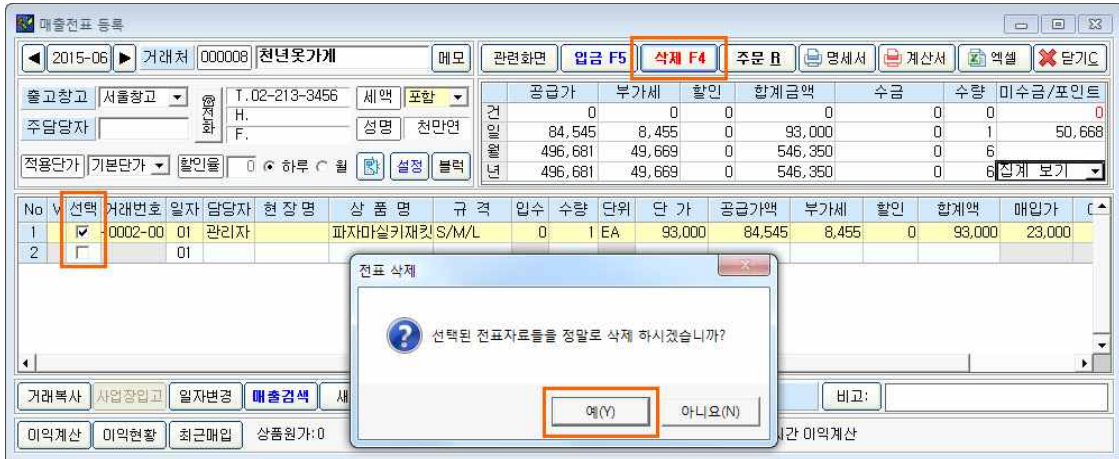 매출전표 등록
◀ 2015-06 ▶ 거래처 000008 천년옷가게 메모 관련화면 입금 F5 삭제 F4 주문 R 명세서 계산서 엑셀 닫기C
출고창고 서울창고 ☎전화 T.02-213-3456 세액 포함
H.
주담당자 F. 성명 천만연
적용단가 기본단가 할인율 0 하루 월 설정 블럭
공급가 부가세 할인 합계금액 수금 수량 미수금/포인트
건 0 0 0 0 0 0 0
일 84,545 8,455 0 93,000 0 1 50,668
월 496,681 49,669 0 546,350 0 6
년 496,681 49,669 0 546,350 0 6 집계 보기
No V 선택 거래번호 일자 담당자 현장명 상 품 명 규 격 입수 수량 단위 단 가 공급가액 부가세 할인 합계액 매입가
1 -0002-00 01 관리자 파자마실키재킷 S/M/L 0 1 EA 93,000 84,545 8,455 0 93,000 23,000
2 01
전표 삭제
선택된 전표자료들을 정말로 삭제 하시겠습니까?
예(Y) 아니요(N)
거래복사 사업장입고 일자변경 매출검색 새 비고:
이익계산 이익현황 최근매입 상품원가:0 시간 이익계산